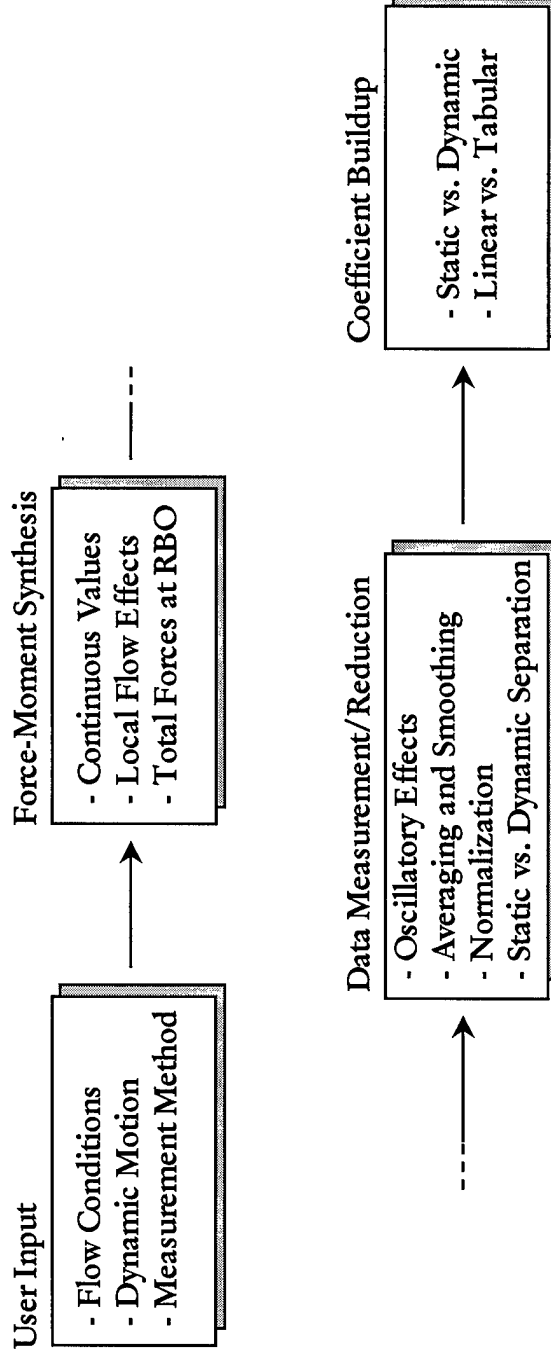 User Input
- Flow Conditions
- Dynamic Motion
- Measurement Method
Force-Moment Synthesis
- Continuous Values
- Local Flow Effects
- Total Forces at RBO
Data Measurement/Reduction
- Oscillatory Effects
- Averaging and Smoothing
- Normalization
- Static vs. Dynamic Separation
Coefficient Buildup
- Static vs. Dynamic
- Linear vs. Tabular